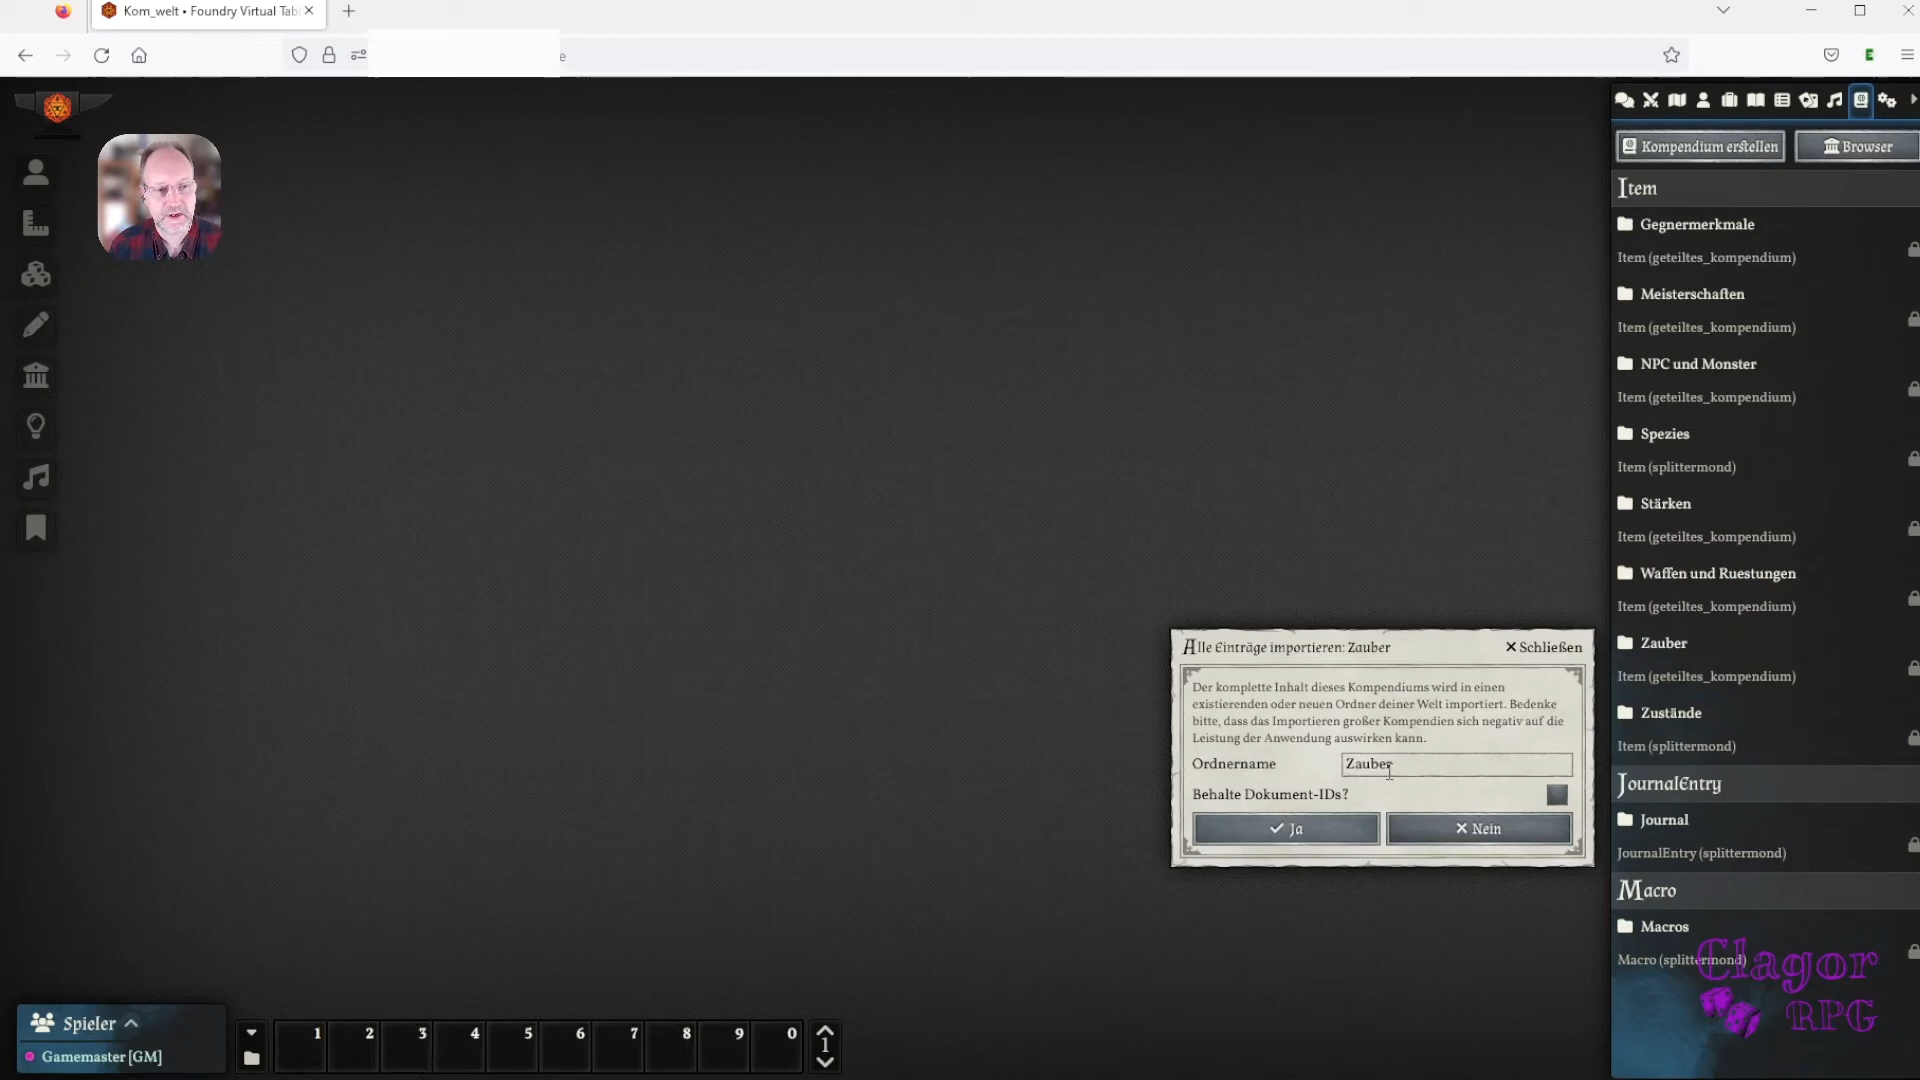 Kom_welt • Foundry Virtual Tabl
e
Kompendium erstellen
Browser
Item
Gegnermerkmale
Item (geteiltes_kompendium)
Meisterschaften
Item (geteiltes_kompendium)
NPC und Monster
Item (geteiltes_kompendium)
Spezies
Item (splittermond)
Stärken
Item (geteiltes_kompendium)
Waffen und Ruestungen
Item (geteiltes_kompendium)
Zauber
Item (geteiltes_kompendium)
Zustände
Item (splittermond)
JournalEntry
Journal
JournalEntry (splittermond)
Macro
Macros
Macro (splittermond)
Alle Einträge importieren: Zauber
Schließen
Der komplette Inhalt dieses Kompendiums wird in einen
existierenden oder neuen Ordner deiner Welt importiert. Bedenke
bitte, dass das Importieren großer Kompendien sich negativ auf die
Leistung der Anwendung auswirken kann.
Ordnername
Zauber
Behalte Dokument-IDs?
Ja
Nein
Spieler
Gamemaster [GM]
1 2 3 4 5 6 7 8 9 0
1
Clagor
RPG
E